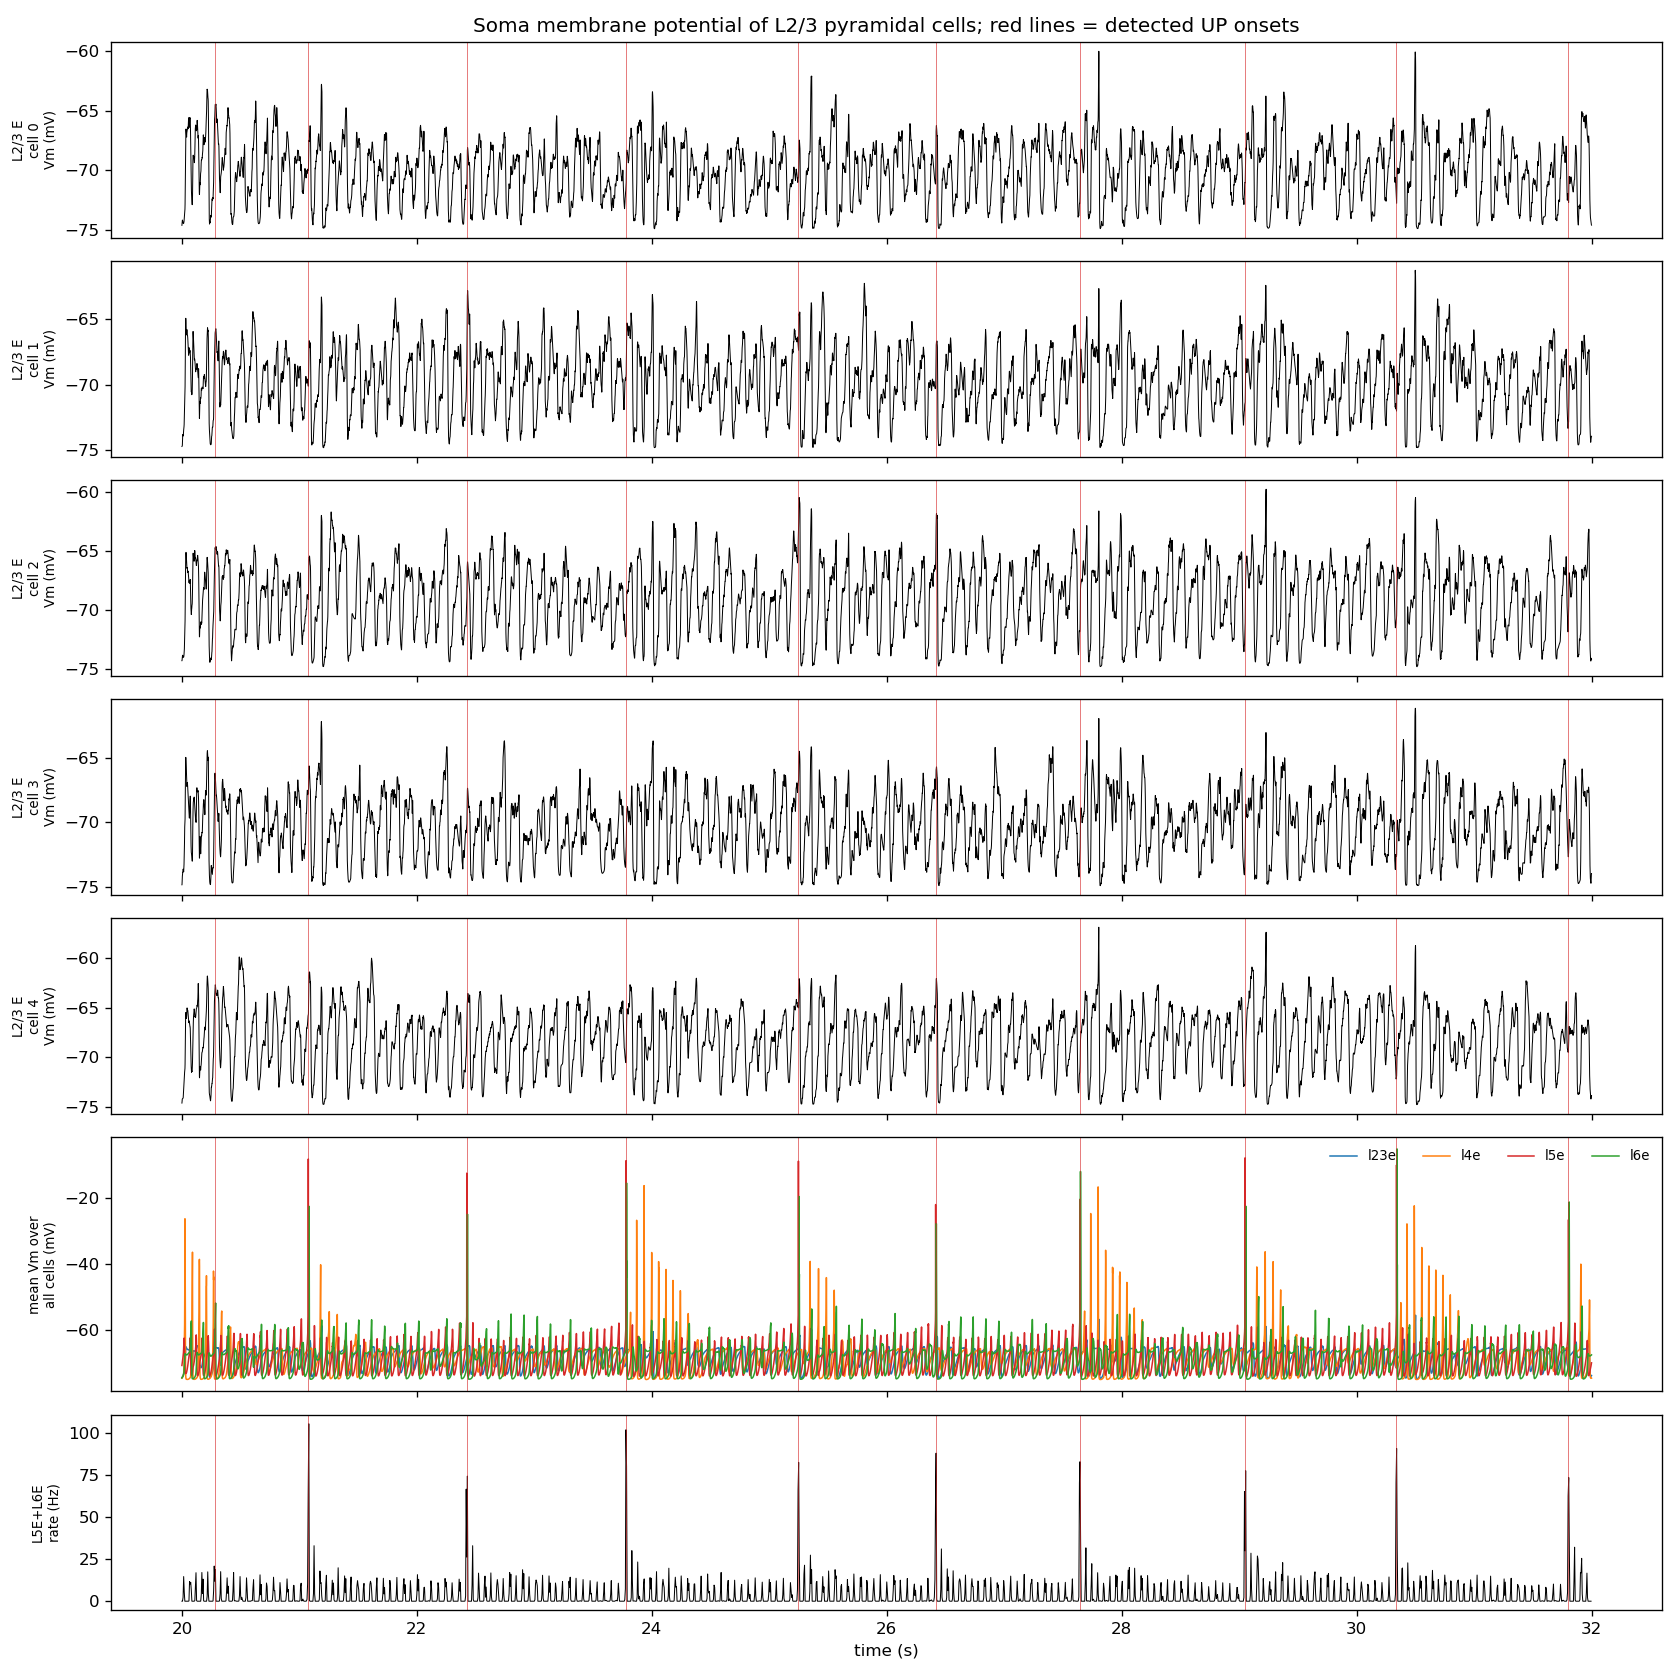 Soma membrane potential of L2/3 pyramidal cells; red lines = detected UP onsets
L2/3 E
cell 0
Vm (mV)
−60
−65
−70
−75
L2/3 E
cell 1
Vm (mV)
−65
−70
−75
L2/3 E
cell 2
Vm (mV)
−60
−65
−70
−75
L2/3 E
cell 3
Vm (mV)
−65
−70
−75
L2/3 E
cell 4
Vm (mV)
−60
−65
−70
−75
mean Vm over
all cells (mV)
−20
−40
−60
l23e l4e l5e l6e
L5E+L6E
rate (Hz)
100
75
50
25
0
20 22 24 26 28 30 32
time (s)